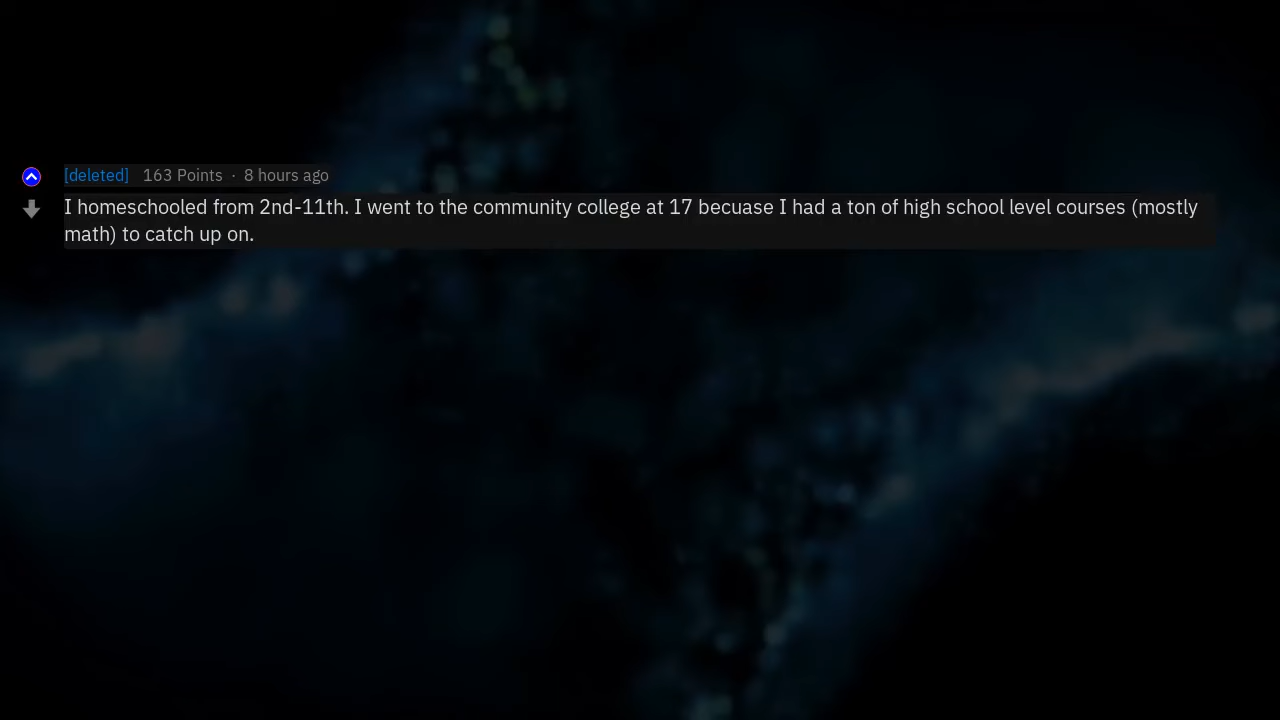 [deleted] 163 Points · 8 hours ago
I homeschooled from 2nd-11th. I went to the community college at 17 becuase I had a ton of high school level courses (mostly
math) to catch up on.